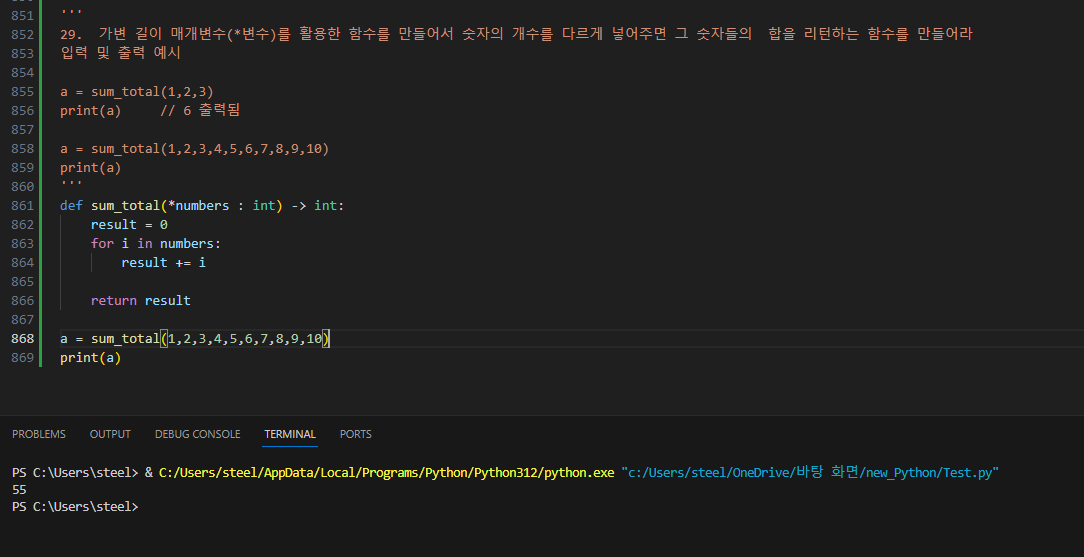 851 '''
852 29.  가변 길이 매개변수(*변수)를 활용한 함수를 만들어서 숫자의 개수를 다르게 넣어주면 그 숫자들의  합을 리턴하는 함수를 만들어라
853 입력 및 출력 예시
854
855 a = sum_total(1,2,3)
856 print(a)     // 6 출력됨
857
858 a = sum_total(1,2,3,4,5,6,7,8,9,10)
859 print(a)
860 '''
861 def sum_total(*numbers : int) -> int:
862     result = 0
863     for i in numbers:
864         result += i
865
866     return result
867
868 a = sum_total(1,2,3,4,5,6,7,8,9,10)
869 print(a)
PROBLEMS OUTPUT DEBUG CONSOLE TERMINAL PORTS
PS C:\Users\steel> & C:/Users/steel/AppData/Local/Programs/Python/Python312/python.exe "c:/Users/steel/OneDrive/바탕 화면/new_Python/Test.py"
55
PS C:\Users\steel>